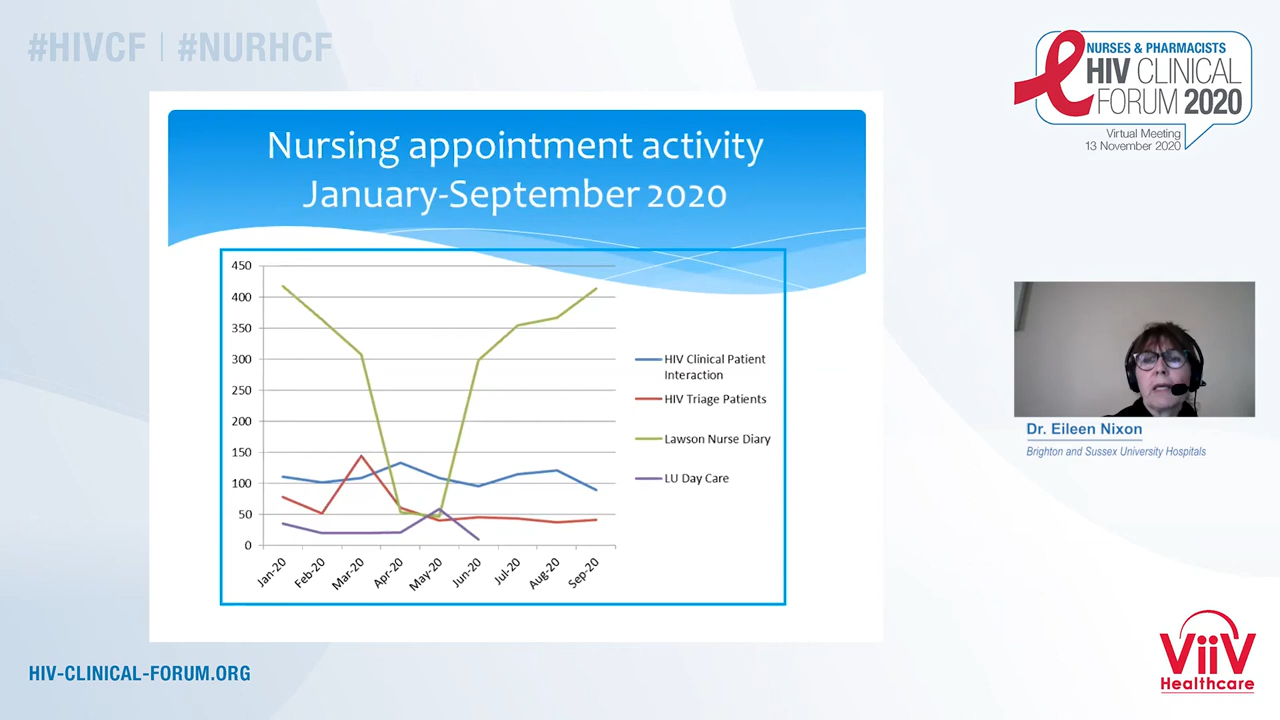 #HIVCF | #NURHCF
NURSES & PHARMACISTS
HIV CLINICAL
FORUM 2020
Virtual Meeting
13 November 2020
Nursing appointment activity
January-September 2020
450
400
350
300
250
200
150
100
50
0
Jan-20
Feb-20
Mar-20
Apr-20
May-20
Jun-20
Jul-20
Aug-20
Sep-20
HIV Clinical Patient
Interaction
HIV Triage Patients
Lawson Nurse Diary
LU Day Care
Dr. Eileen Nixon
Brighton and Sussex University Hospitals
HIV-CLINICAL-FORUM.ORG
ViiV
Healthcare